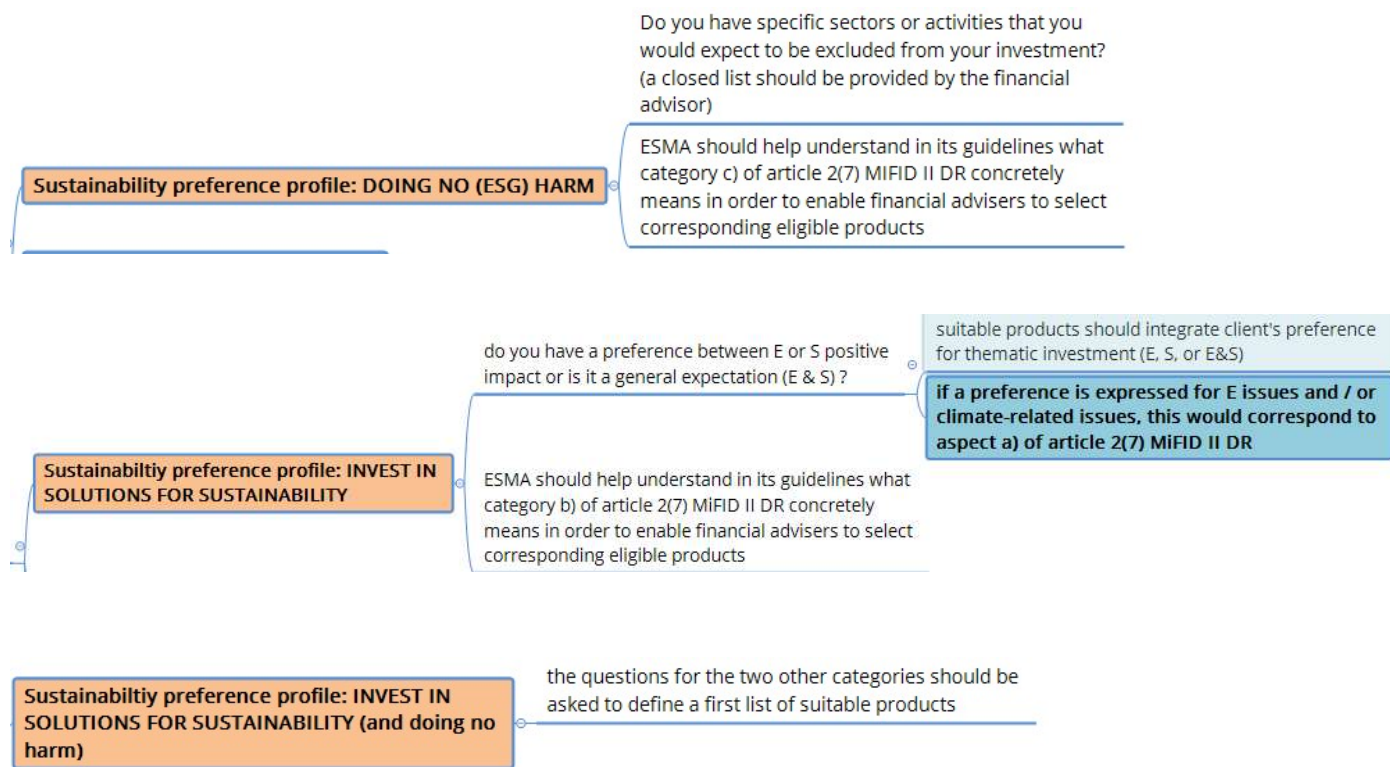 Do you have specific sectors or activities that you
would expect to be excluded from your investment?
(a closed list should be provided by the financial
advisor)
Sustainability preference profile: DOING NO (ESG) HARM
ESMA should help understand in its guidelines what
category c) of article 2(7) MIFID II DR concretely
means in order to enable financial advisers to select
corresponding eligible products
do you have a preference between E or S positive
impact or is it a general expectation (E & S) ?
suitable products should integrate client's preference
for thematic investment (E, S, or E&S)
if a preference is expressed for E issues and / or
climate-related issues, this would correspond to
aspect a) of article 2(7) MiFID II DR
Sustainabiltiy preference profile: INVEST IN
SOLUTIONS FOR SUSTAINABILITY
ESMA should help understand in its guidelines what
category b) of article 2(7) MiFID II DR concretely
means in order to enable financial advisers to select
corresponding eligible products
Sustainabiltiy preference profile: INVEST IN
SOLUTIONS FOR SUSTAINABILITY (and doing no
harm)
the questions for the two other categories should be
asked to define a first list of suitable products